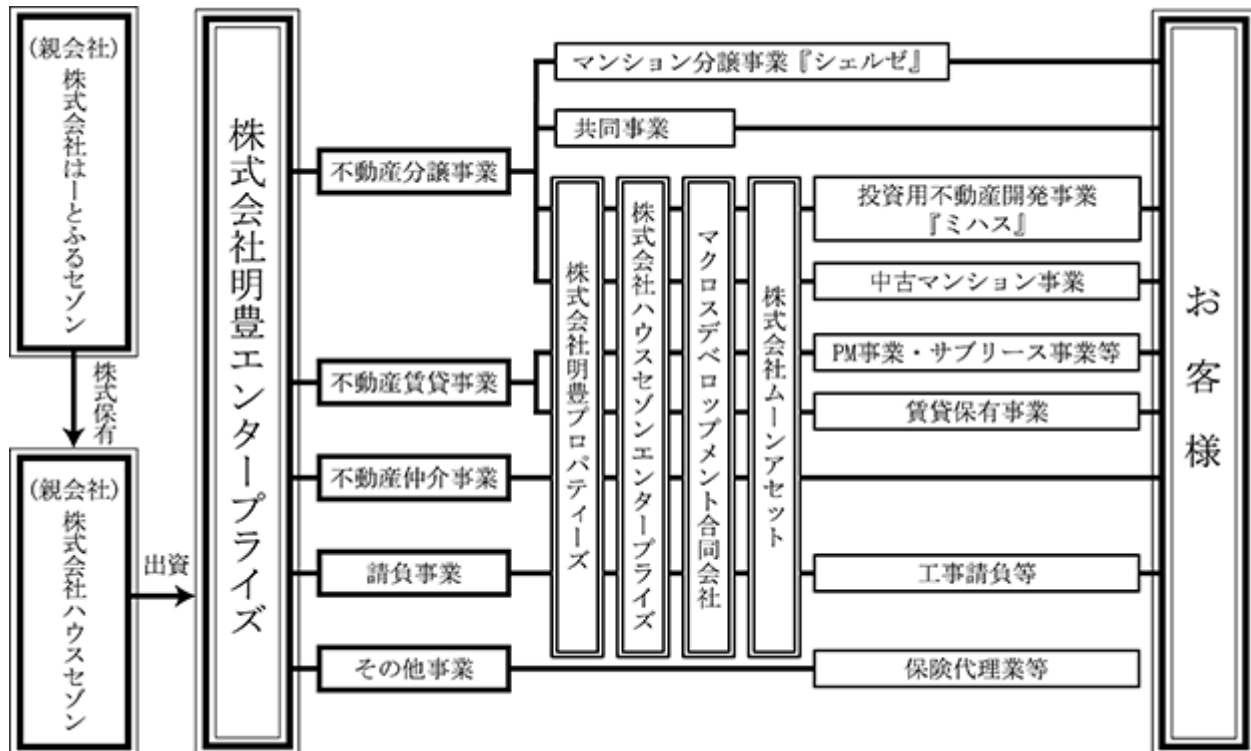 (親会社)
株式会社はーとふるセゾン
株式保有
(親会社)
株式会社ハウスセゾン
出資
株式会社明豊エンタープライズ
不動産分譲事業
不動産賃貸事業
不動産仲介事業
請負事業
その他事業
マンション分譲事業『シェルゼ』
共同事業
株式会社明豊プロパティーズ
株式会社ハウスセゾンエンタープライズ
マクロスデベロップメント合同会社
株式会社ムーンアセット
投資用不動産開発事業
『ミハス』
中古マンション事業
PM事業・サブリース事業等
賃貸保有事業
工事請負等
保険代理業等
お客様